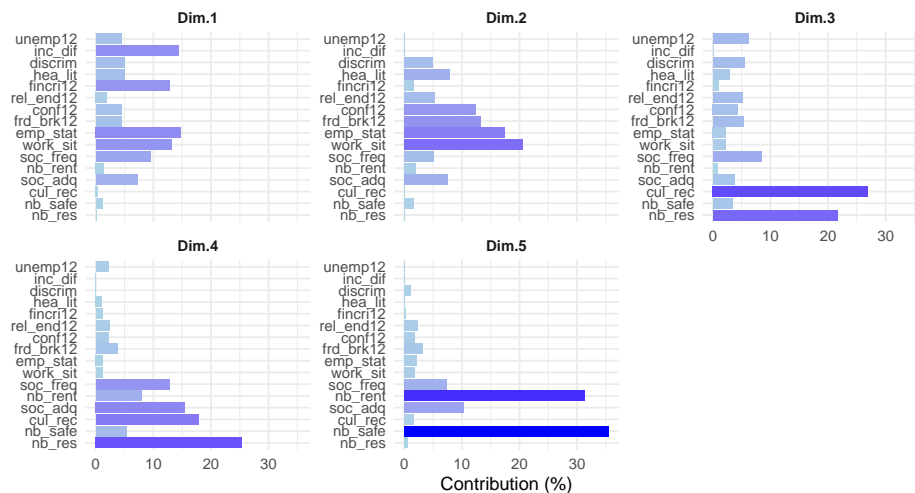 Dim.1
Dim.2
Dim.3
unemp12
inc_dif
discrim
hea_lit
fincri12
rel_end12
conf12
frd_brk12
emp_stat
work_sit
soc_freq
nb_rent
soc_adq
cul_rec
nb_safe
nb_res
unemp12
inc_dif
discrim
hea_lit
fincri12
rel_end12
conf12
frd_brk12
emp_stat
work_sit
soc_freq
nb_rent
soc_adq
cul_rec
nb_safe
nb_res
unemp12
inc_dif
discrim
hea_lit
fincri12
rel_end12
conf12
frd_brk12
emp_stat
work_sit
soc_freq
nb_rent
soc_adq
cul_rec
nb_safe
nb_res
0 10 20 30
Dim.4
Dim.5
unemp12
inc_dif
discrim
hea_lit
fincri12
rel_end12
conf12
frd_brk12
emp_stat
work_sit
soc_freq
nb_rent
soc_adq
cul_rec
nb_safe
nb_res
unemp12
inc_dif
discrim
hea_lit
fincri12
rel_end12
conf12
frd_brk12
emp_stat
work_sit
soc_freq
nb_rent
soc_adq
cul_rec
nb_safe
nb_res
0 10 20 30
0 10 20 30
Contribution (%)